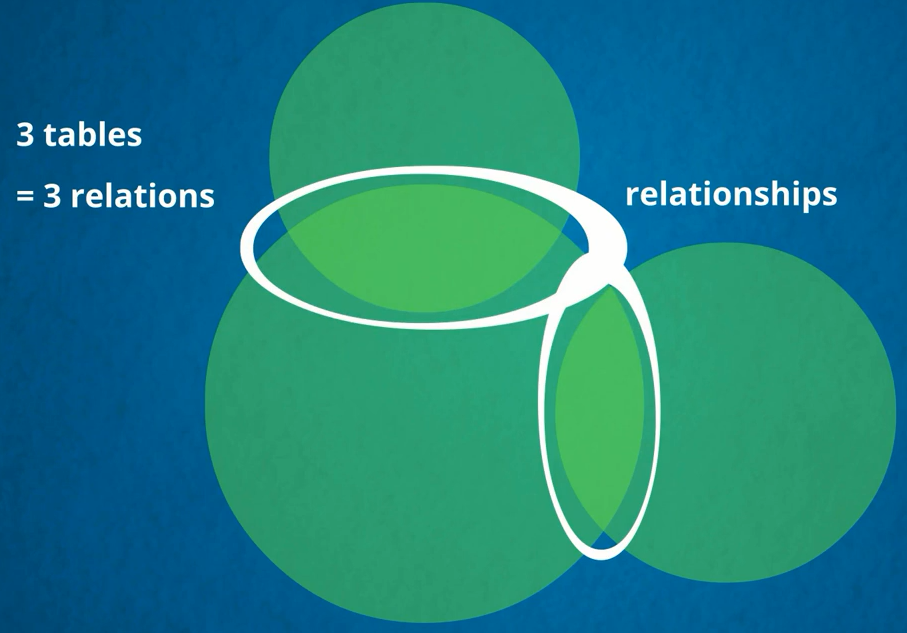 3 tables
= 3 relations
relationships